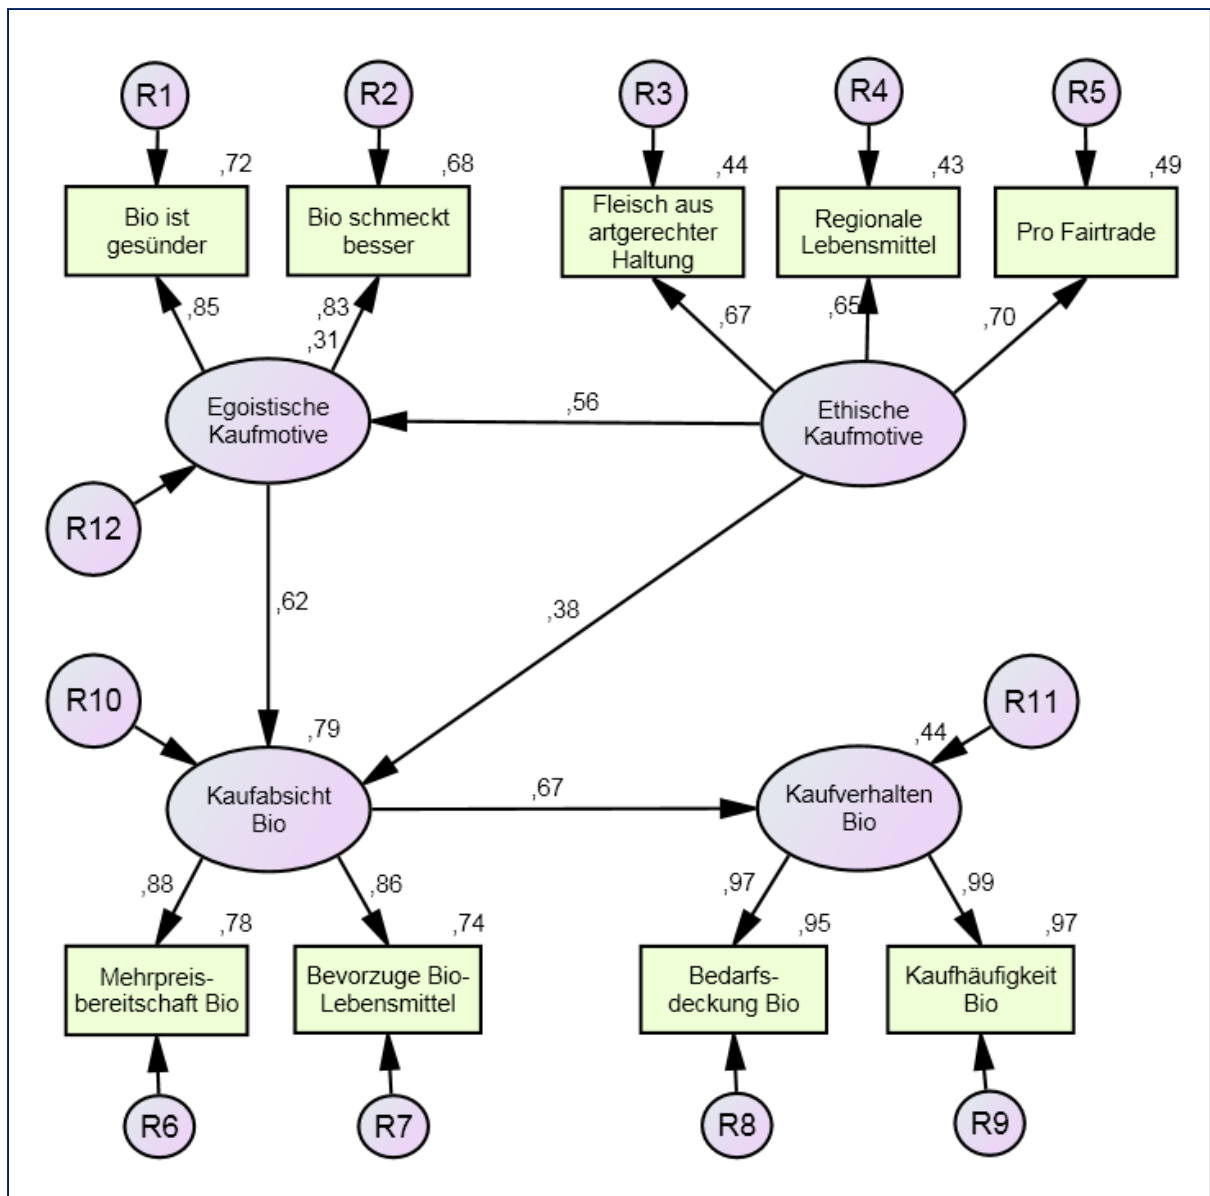 R1
R2
R3
R4
R5
,72
,68
,44
,43
,49
Bio ist
gesünder
Bio schmeckt
besser
Fleisch aus
artgerechter
Haltung
Regionale
Lebensmittel
Pro Fairtrade
,85
,83
,31
,67
,65
,70
Egoistische
Kaufmotive
,56
Ethische
Kaufmotive
R12
,62
,38
R10
R11
,79
,44
Kaufabsicht
Bio
,67
Kaufverhalten
Bio
,88
,86
,97
,99
,78
,74
,95
,97
Mehrpreis-
bereitschaft Bio
Bevorzuge Bio-
Lebensmittel
Bedarfs-
deckung Bio
Kaufhäufigkeit
Bio
R6
R7
R8
R9